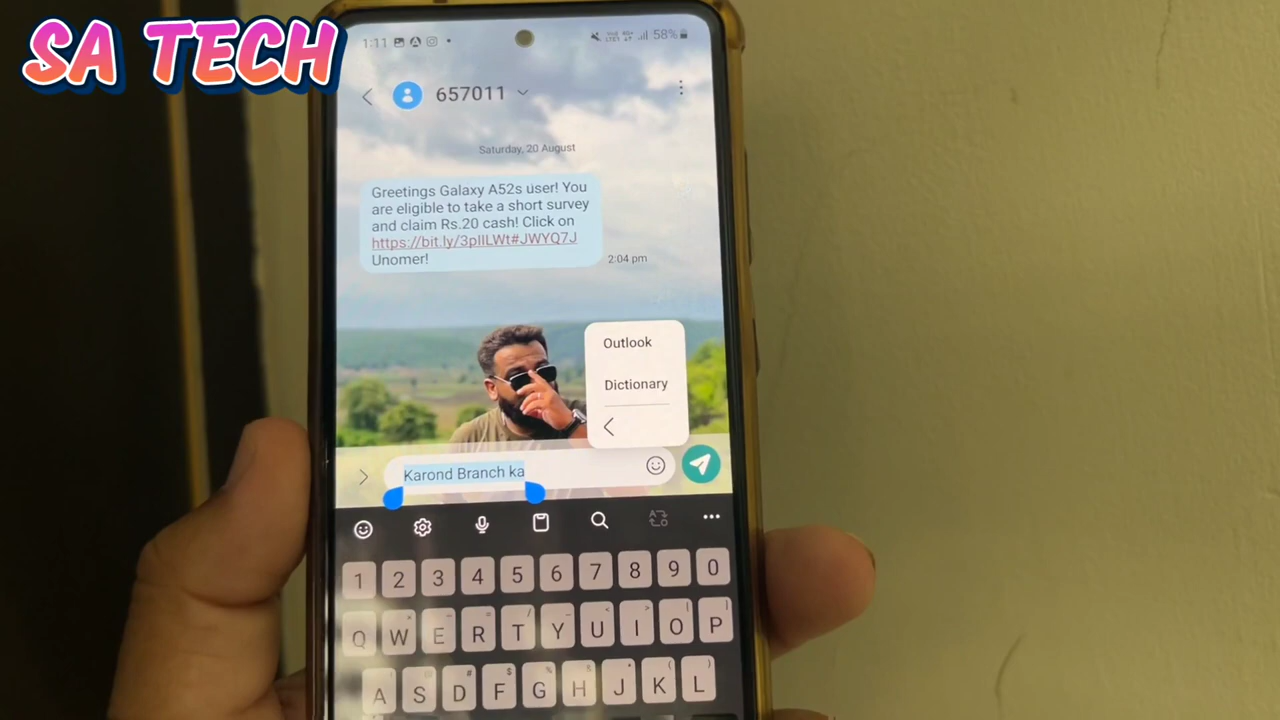 SA TECH
1:11
58%
657011
Saturday, 20 August
Greetings Galaxy A52s user! You
are eligible to take a short survey
and claim Rs.20 cash! Click on
https://bit.ly/3pIILWt#JWYQ7J
Unomer!
2:04 pm
Outlook
Dictionary
Karond Branch ka
1 2 3 4 5 6 7 8 9 0
Q W E R T Y U I O P
A S D F G H J K L